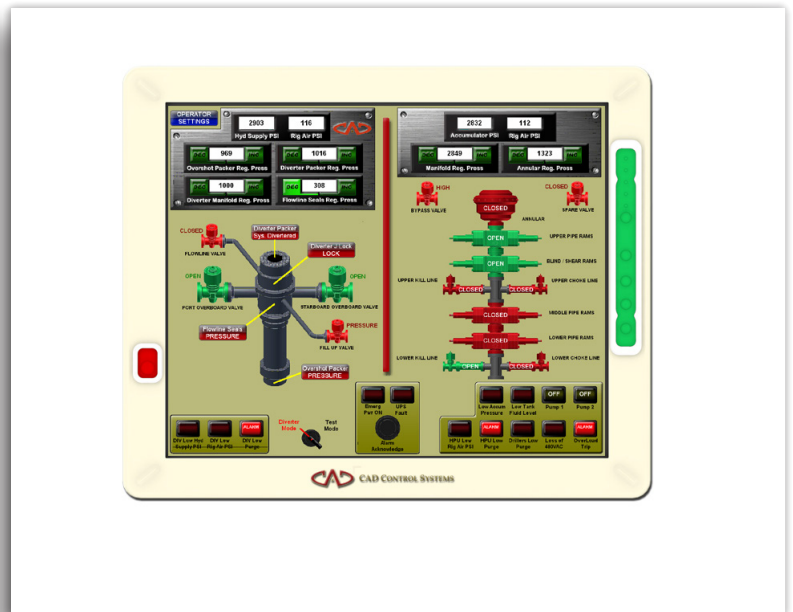 OPERATOR
SETTINGS
2903
116
Hyd Supply PSI
Rig Air PSI
CAD
DEC
969
INC
DEC
1016
INC
Overshot Packer Reg. Press
Diverter Packer Reg. Press
DEC
1000
INC
DEC
308
INC
Diverter Manifold Reg. Press
Flowline Seals Reg. Press
2832
112
Accumulator PSI
Rig Air PSI
DEC
2849
INC
DEC
1323
INC
Manifold Reg. Press
Annular Reg. Press
Diverter Packer
Sys. Divertered
CLOSED
FLOWLINE VALVE
Diverter J Lock
LOCK
OPEN
PORT OVERBOARD VALVE
OPEN
STARBOARD OVERBOARD VALVE
Flowline Seals
PRESSURE
PRESSURE
FILL UP VALVE
Overshot Packer
PRESSURE
HIGH
BYPASS VALVE
CLOSED
SPARE VALVE
CLOSED
ANNULAR
OPEN
UPPER PIPE RAMS
OPEN
BLIND / SHEAR RAMS
UPPER KILL LINE
CLOSED
CLOSED
UPPER CHOKE LINE
CLOSED
MIDDLE PIPE RAMS
CLOSED
LOWER PIPE RAMS
LOWER KILL LINE
OPEN
CLOSED
LOWER CHOKE LINE
DIV Low Hyd
Supply PSI
DIV Low
Rig Air PSI
ALARM
DIV Low
Purge
Diverter
Mode
Test
Mode
Emerg
Pwr ON
UPS
Fault
Alarm
Acknowledge
Low Accum
Pressure
Low Tank
Fluid Level
OFF
Pump 1
OFF
Pump 2
HPU Low
Rig Air PSI
ALARM
HPU Low
Purge
Drillers Low
Purge
Loss of
480VAC
ALARM
OverLoad
Trip
CAD CAD CONTROL SYSTEMS